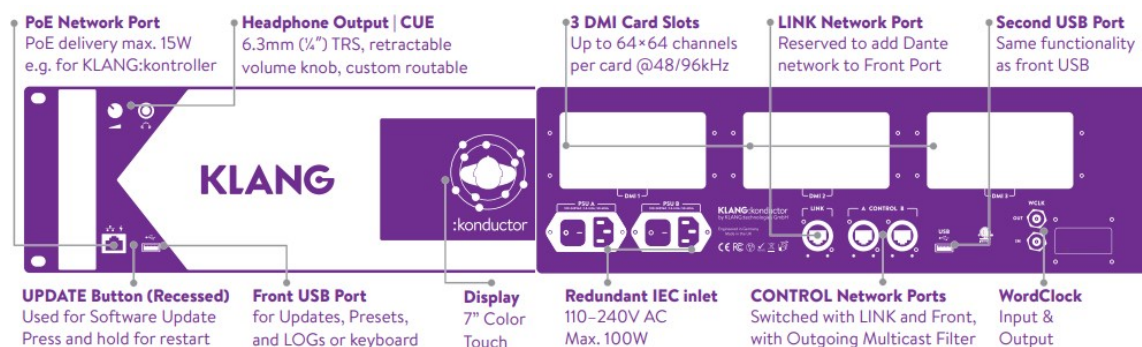 PoE Network Port
PoE delivery max. 15W
e.g. for KLANG:kontroller
Headphone Output | CUE
6.3mm (¼") TRS, retractable
volume knob, custom routable
3 DMI Card Slots
Up to 64×64 channels
per card @48/96kHz
LINK Network Port
Reserved to add Dante
network to Front Port
Second USB Port
Same functionality
as front USB
KLANG
:konductor
DMI 1
DMI 2
DMI 3
PSU A
PSU B
KLANG:konductor
by KLANG:technologies GmbH
LINK
A CONTROL B
USB
WCLK
OUT
IN
UPDATE Button (Recessed)
Used for Software Update
Press and hold for restart
Front USB Port
for Updates, Presets,
and LOGs or keyboard
Display
7" Color
Touch
Redundant IEC inlet
110–240V AC
Max. 100W
CONTROL Network Ports
Switched with LINK and Front,
with Outgoing Multicast Filter
WordClock
Input &
Output